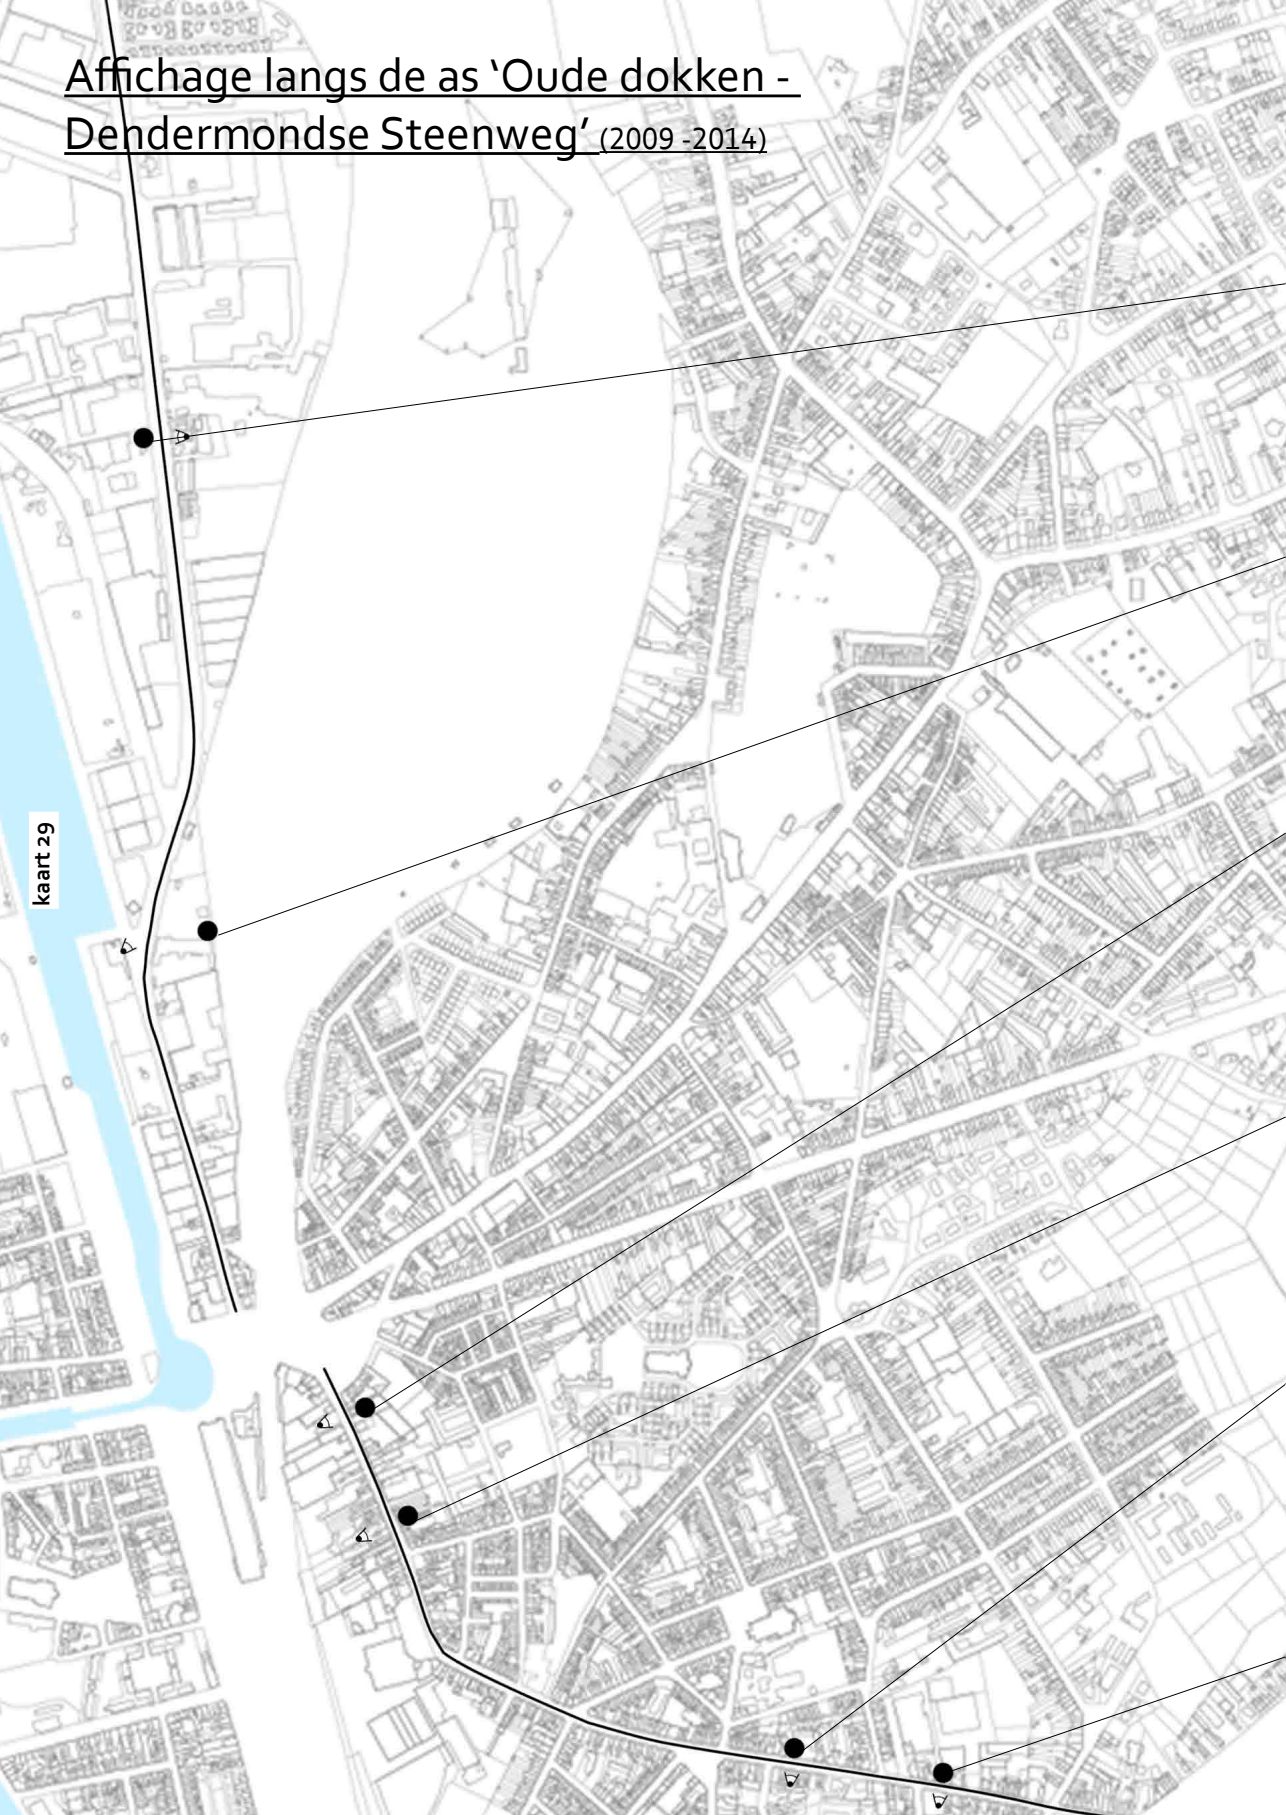 Affichage langs de as ‘Oude dokken -
Dendermondse Steenweg’ (2009 -2014)
kaart 29